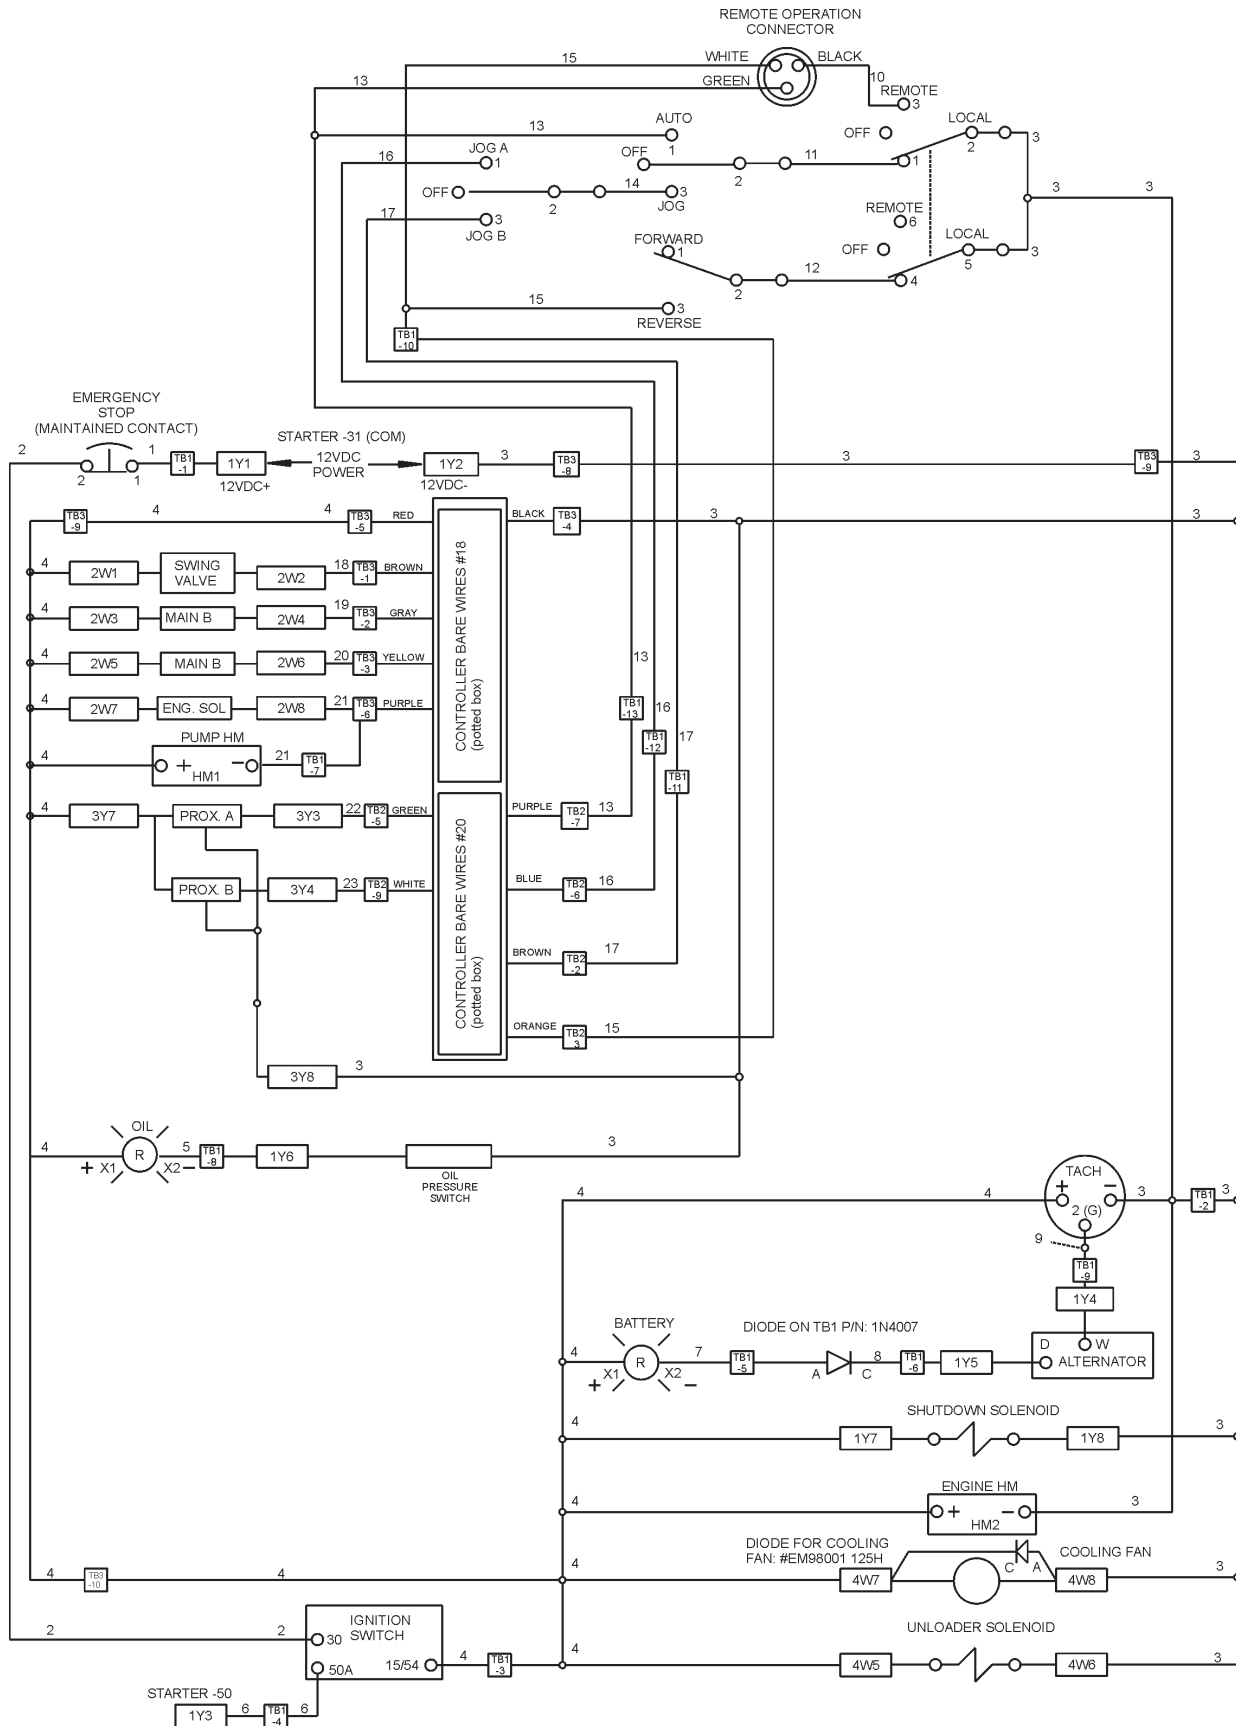 REMOTE OPERATION
CONNECTOR
15
WHITE
BLACK
13
GREEN
10
REMOTE
3
13
AUTO
1
OFF
LOCAL
2
3
16
JOG A
1
OFF
2
11
1
OFF
2
14
3
JOG
3
3
17
3
JOG B
REMOTE
6
FORWARD
1
OFF
LOCAL
5
3
2
12
4
15
3
REVERSE
TB1
-10
EMERGENCY
STOP
(MAINTAINED CONTACT)
2
1
2
1
TB1
-1
1Y1
12VDC+
STARTER -31 (COM)
12VDC
POWER
1Y2
12VDC-
3
TB3
-8
3
TB3
-9
3
TB3
-9
4
4
TB3
-5
RED
BLACK
TB3
-4
3
3
4
2W1
SWING
VALVE
2W2
18
TB3
-1
BROWN
4
2W3
MAIN B
2W4
19
TB3
-2
GRAY
4
2W5
MAIN B
2W6
20
TB3
-3
YELLOW
4
2W7
ENG. SOL
2W8
21
TB3
-6
PURPLE
CONTROLLER BARE WIRES #18
(potted box)
13
TB1
-13
16
TB1
-12
17
TB1
-11
PUMP HM
4
+
−
HM1
21
TB1
-7
4
3Y7
PROX. A
3Y3
22
TB2
-5
GREEN
PURPLE
TB2
-7
13
PROX. B
3Y4
23
TB2
-9
WHITE
BLUE
TB2
-6
16
CONTROLLER BARE WIRES #20
(potted box)
BROWN
TB2
-2
17
ORANGE
TB2
3
15
3Y8
3
OIL
4
+ X1
R
X2 −
5
TB1
-8
1Y6
OIL
PRESSURE
SWITCH
3
4
4
TACH
+
−
2 (G)
3
TB1
-2
3
9
TB1
-9
1Y4
BATTERY
4
+
X1
R
X2
−
7
TB1
-5
DIODE ON TB1 P/N: 1N4007
A
C
8
TB1
-6
1Y5
D
W
ALTERNATOR
SHUTDOWN SOLENOID
4
1Y7
1Y8
3
ENGINE HM
4
+
−
HM2
3
DIODE FOR COOLING
FAN: #EM98001 125H
C
A
COOLING FAN
4
TB3
-10
4
4
4W7
4W8
3
2
2
IGNITION
SWITCH
30
50A
15/54
4
TB1
-3
UNLOADER SOLENOID
4
4W5
4W6
3
STARTER -50
1Y3
6
TB1
-4
6